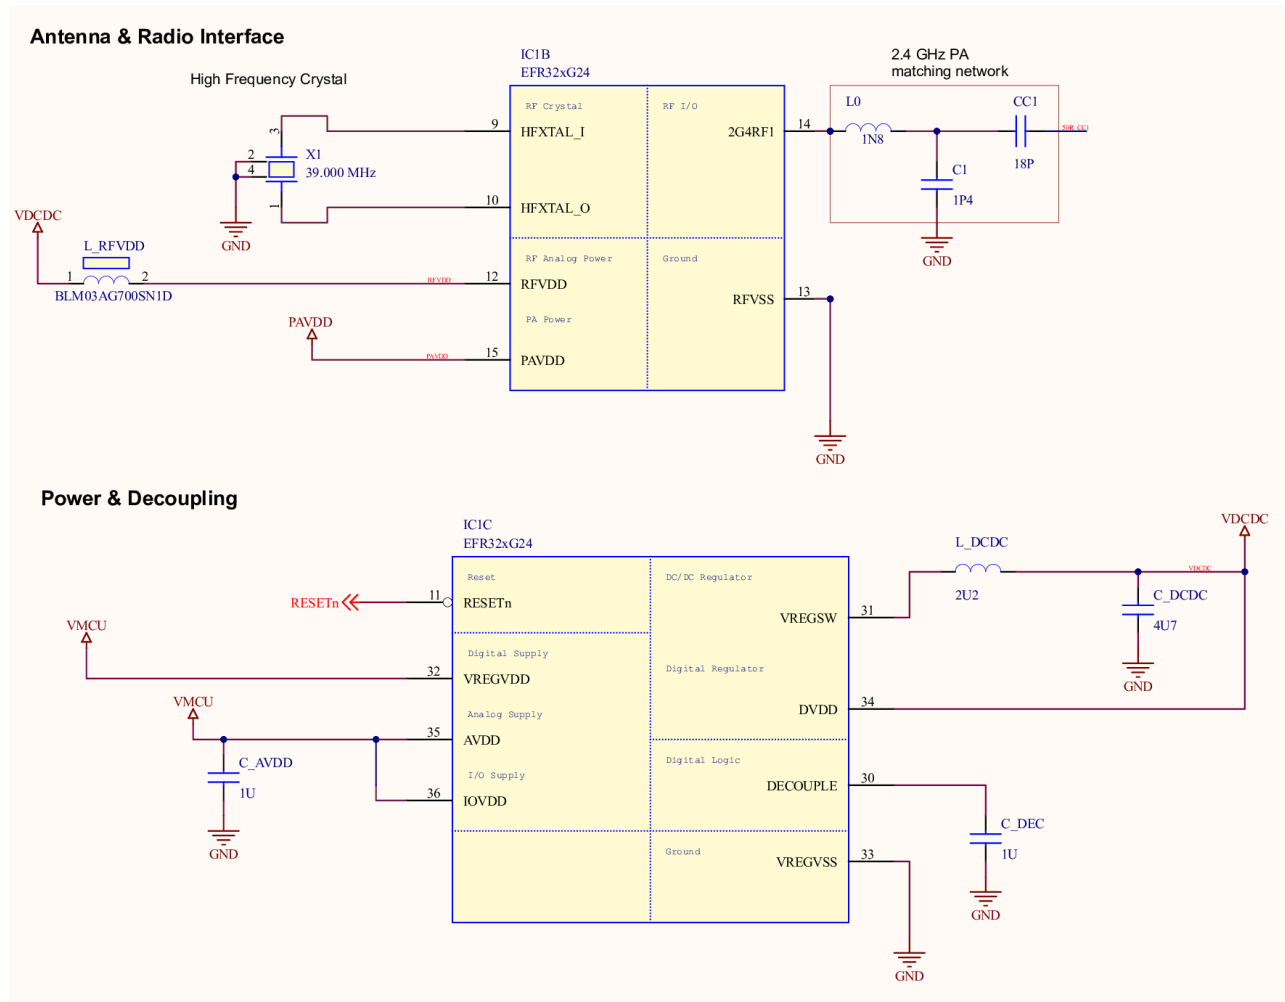 Antenna & Radio Interface
High Frequency Crystal
IC1B
EFR32xG24
2.4 GHz PA
matching network
RF Crystal
RF I/O
L0
CC1
3
9
HFXTAL_I
2G4RF1
14
1N8
50R_CC1
2
4
X1
39.000 MHz
18P
C1
1P4
1
10
HFXTAL_O
GND
GND
VDCDC
L_RFVDD
RF Analog Power
Ground
1
2
RFVDD
12
RFVDD
BLM03AG700SN1D
RFVSS
13
PA Power
PAVDD
PAVDD
15
PAVDD
GND
Power & Decoupling
IC1C
EFR32xG24
VDCDC
L_DCDC
Reset
DC/DC Regulator
VDCDC
RESETn
11
RESETn
2U2
C_DCDC
4U7
VREGSW
31
VMCU
Digital Supply
Digital Regulator
32
VREGVDD
GND
VMCU
Analog Supply
DVDD
34
35
AVDD
C_AVDD
1U
Digital Logic
I/O Supply
DECOUPLE
30
36
IOVDD
C_DEC
1U
GND
Ground
VREGVSS
33
GND
GND